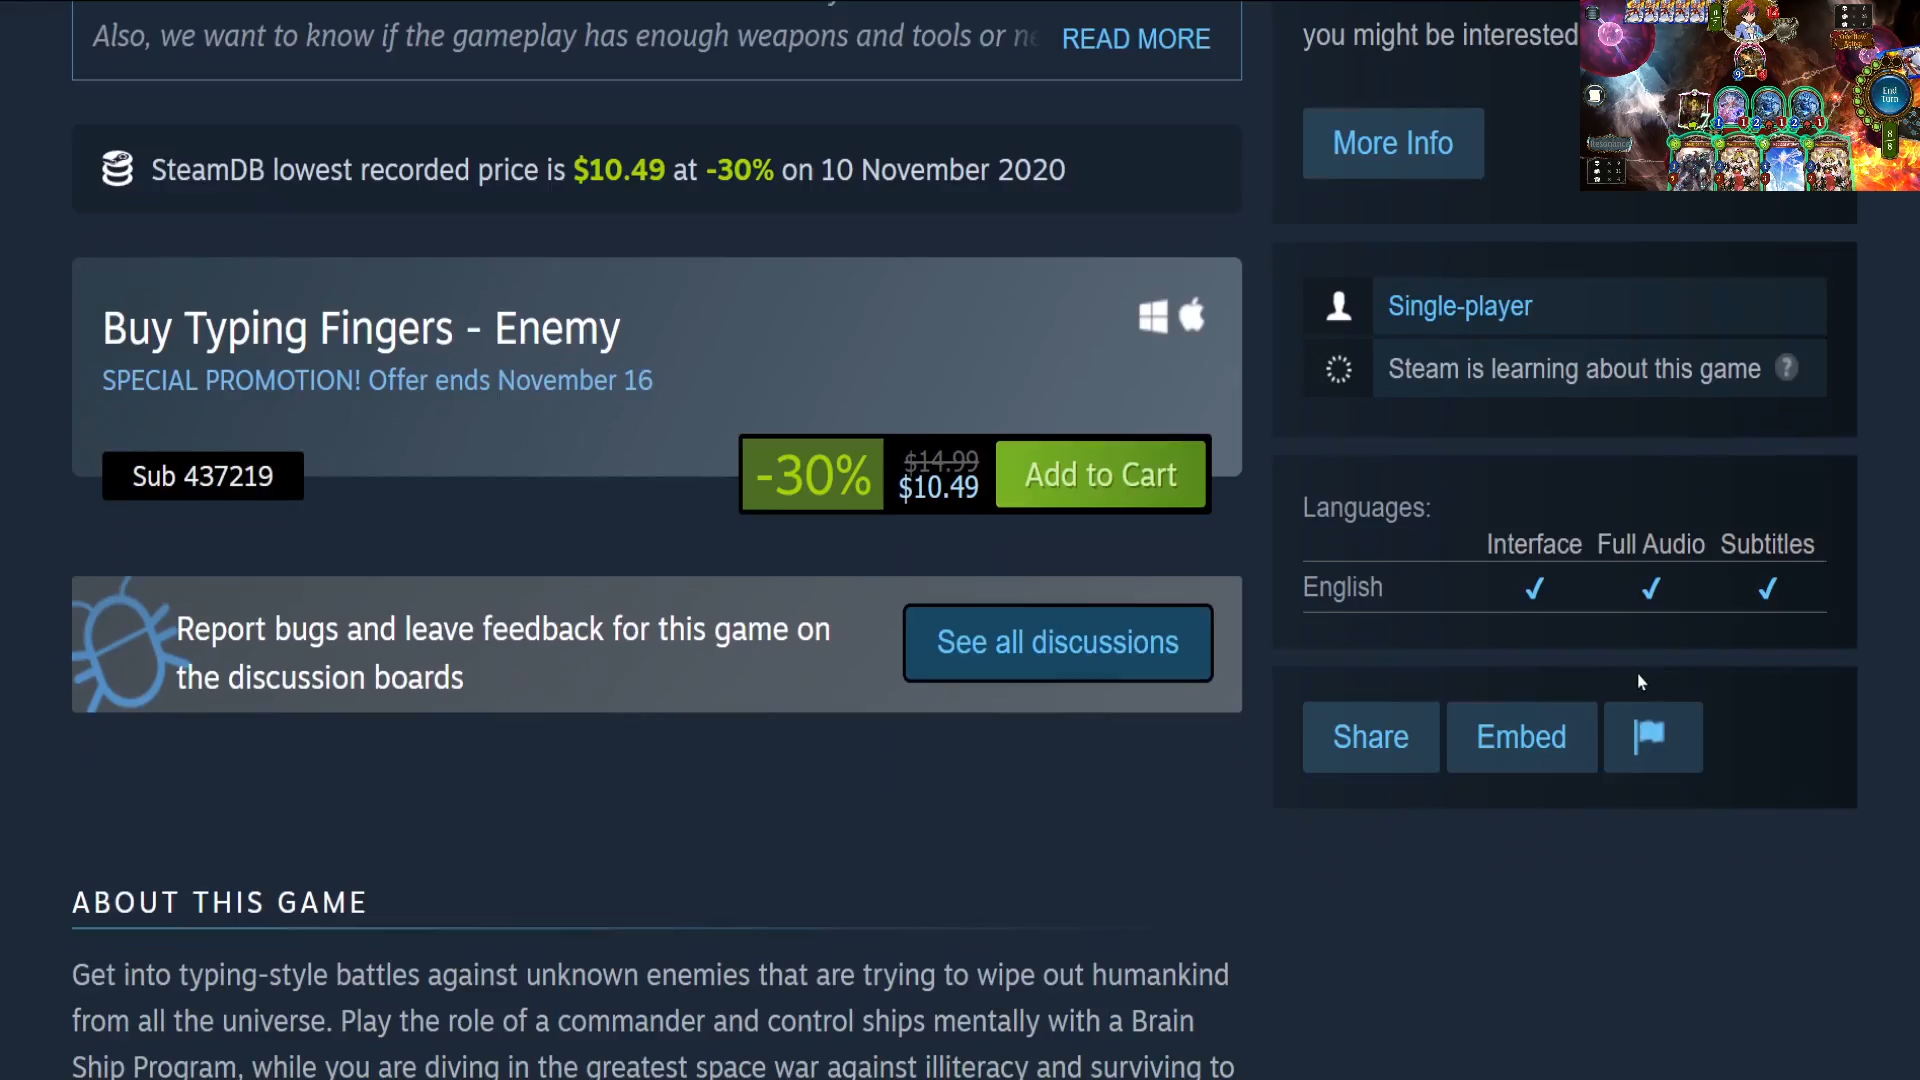 Also, we want to know if the gameplay has enough weapons and tools or ne
READ MORE
you might be interested
More Info
SteamDB lowest recorded price is $10.49 at -30% on 10 November 2020
Buy Typing Fingers - Enemy
SPECIAL PROMOTION! Offer ends November 16
Sub 437219
-30%
$14.99
$10.49
Add to Cart
Single-player
Steam is learning about this game ?
Languages:
Interface Full Audio Subtitles
English ✓ ✓ ✓
Report bugs and leave feedback for this game on
the discussion boards
See all discussions
Share
Embed
ABOUT THIS GAME
Get into typing-style battles against unknown enemies that are trying to wipe out humankind
from all the universe. Play the role of a commander and control ships mentally with a Brain
Ship Program, while you are diving in the greatest space war against illiteracy and surviving to
End
Turn
8
8
Resonance